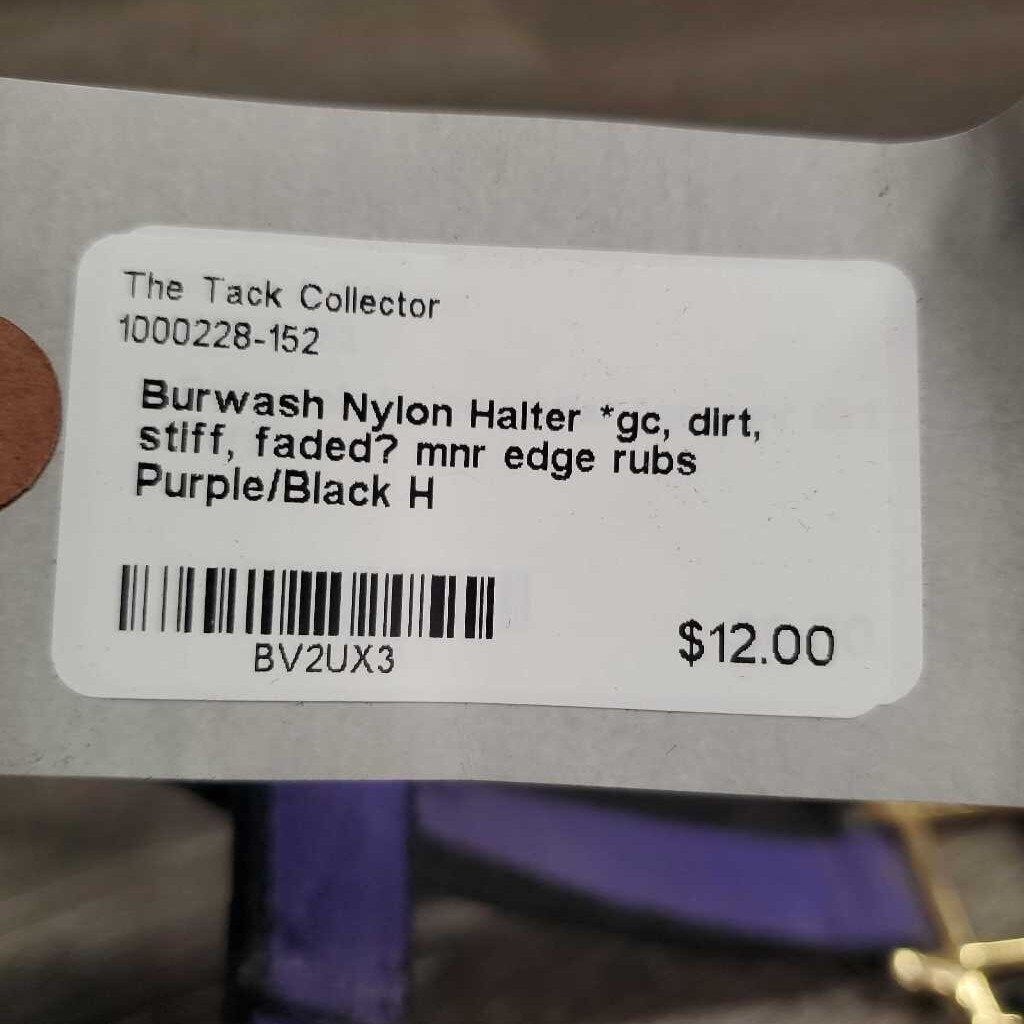 The Tack Collector
1000228-152
Burwash Nylon Halter *gc, dirt,
stiff, faded? mnr edge rubs
Purple/Black H
BV2UX3
$12.00